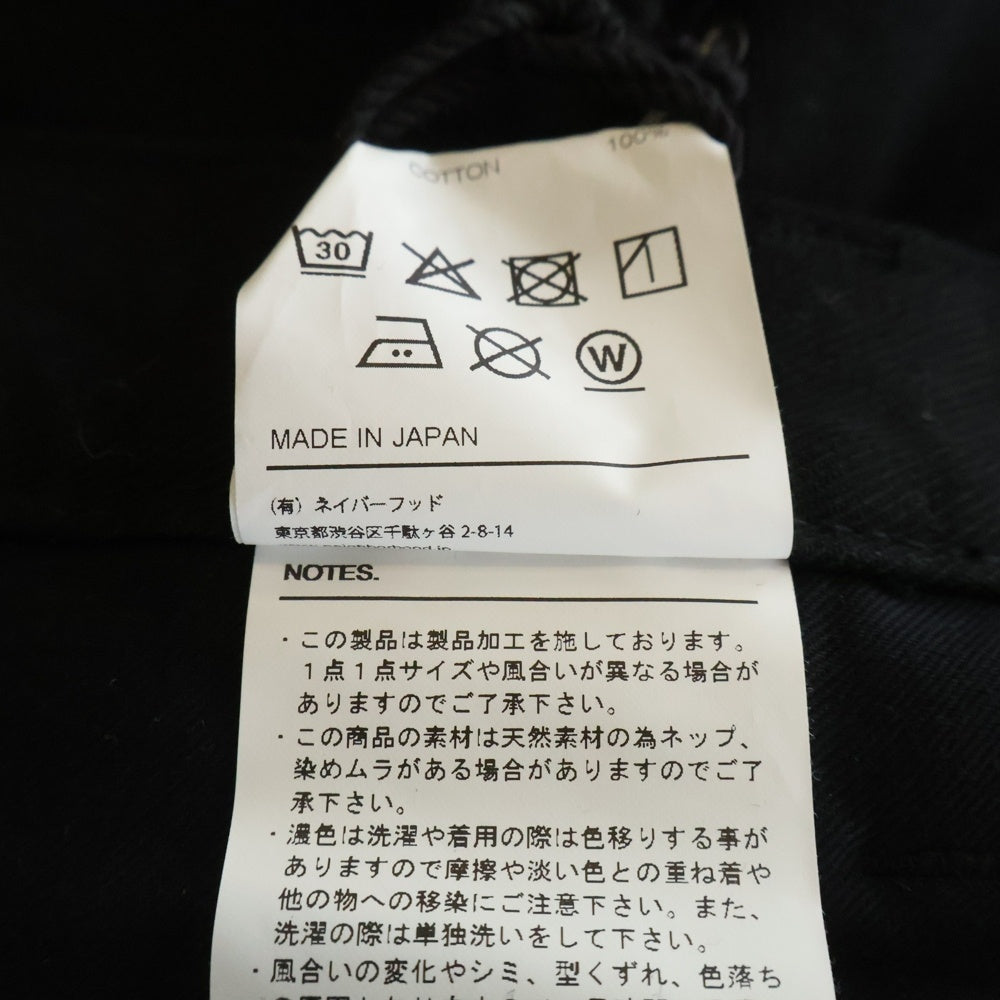 COTTON 100%
30
W
MADE IN JAPAN
(有) ネイバーフッド
東京都渋谷区千駄ヶ谷 2-8-14
NOTES.
・この製品は製品加工を施しております。
１点１点サイズや風合いが異なる場合が
ありますのでご了承下さい。
・この商品の素材は天然素材の為ネップ、
染めムラがある場合がありますのでご了
承下さい。
・濃色は洗濯や着用の際は色移りする事が
ありますので摩擦や淡い色との重ね着や
他の物への移染にご注意下さい。また、
洗濯の際は単独洗いをして下さい。
・風合いの変化やシミ、型くずれ、色落ち